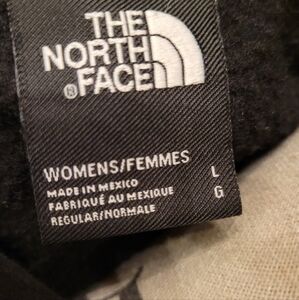 THE
NORTH
FACE
®
WOMENS/FEMMES L
MADE IN MEXICO
FABRIQUÉ AU MEXIQUE G
REGULAR/NORMALE